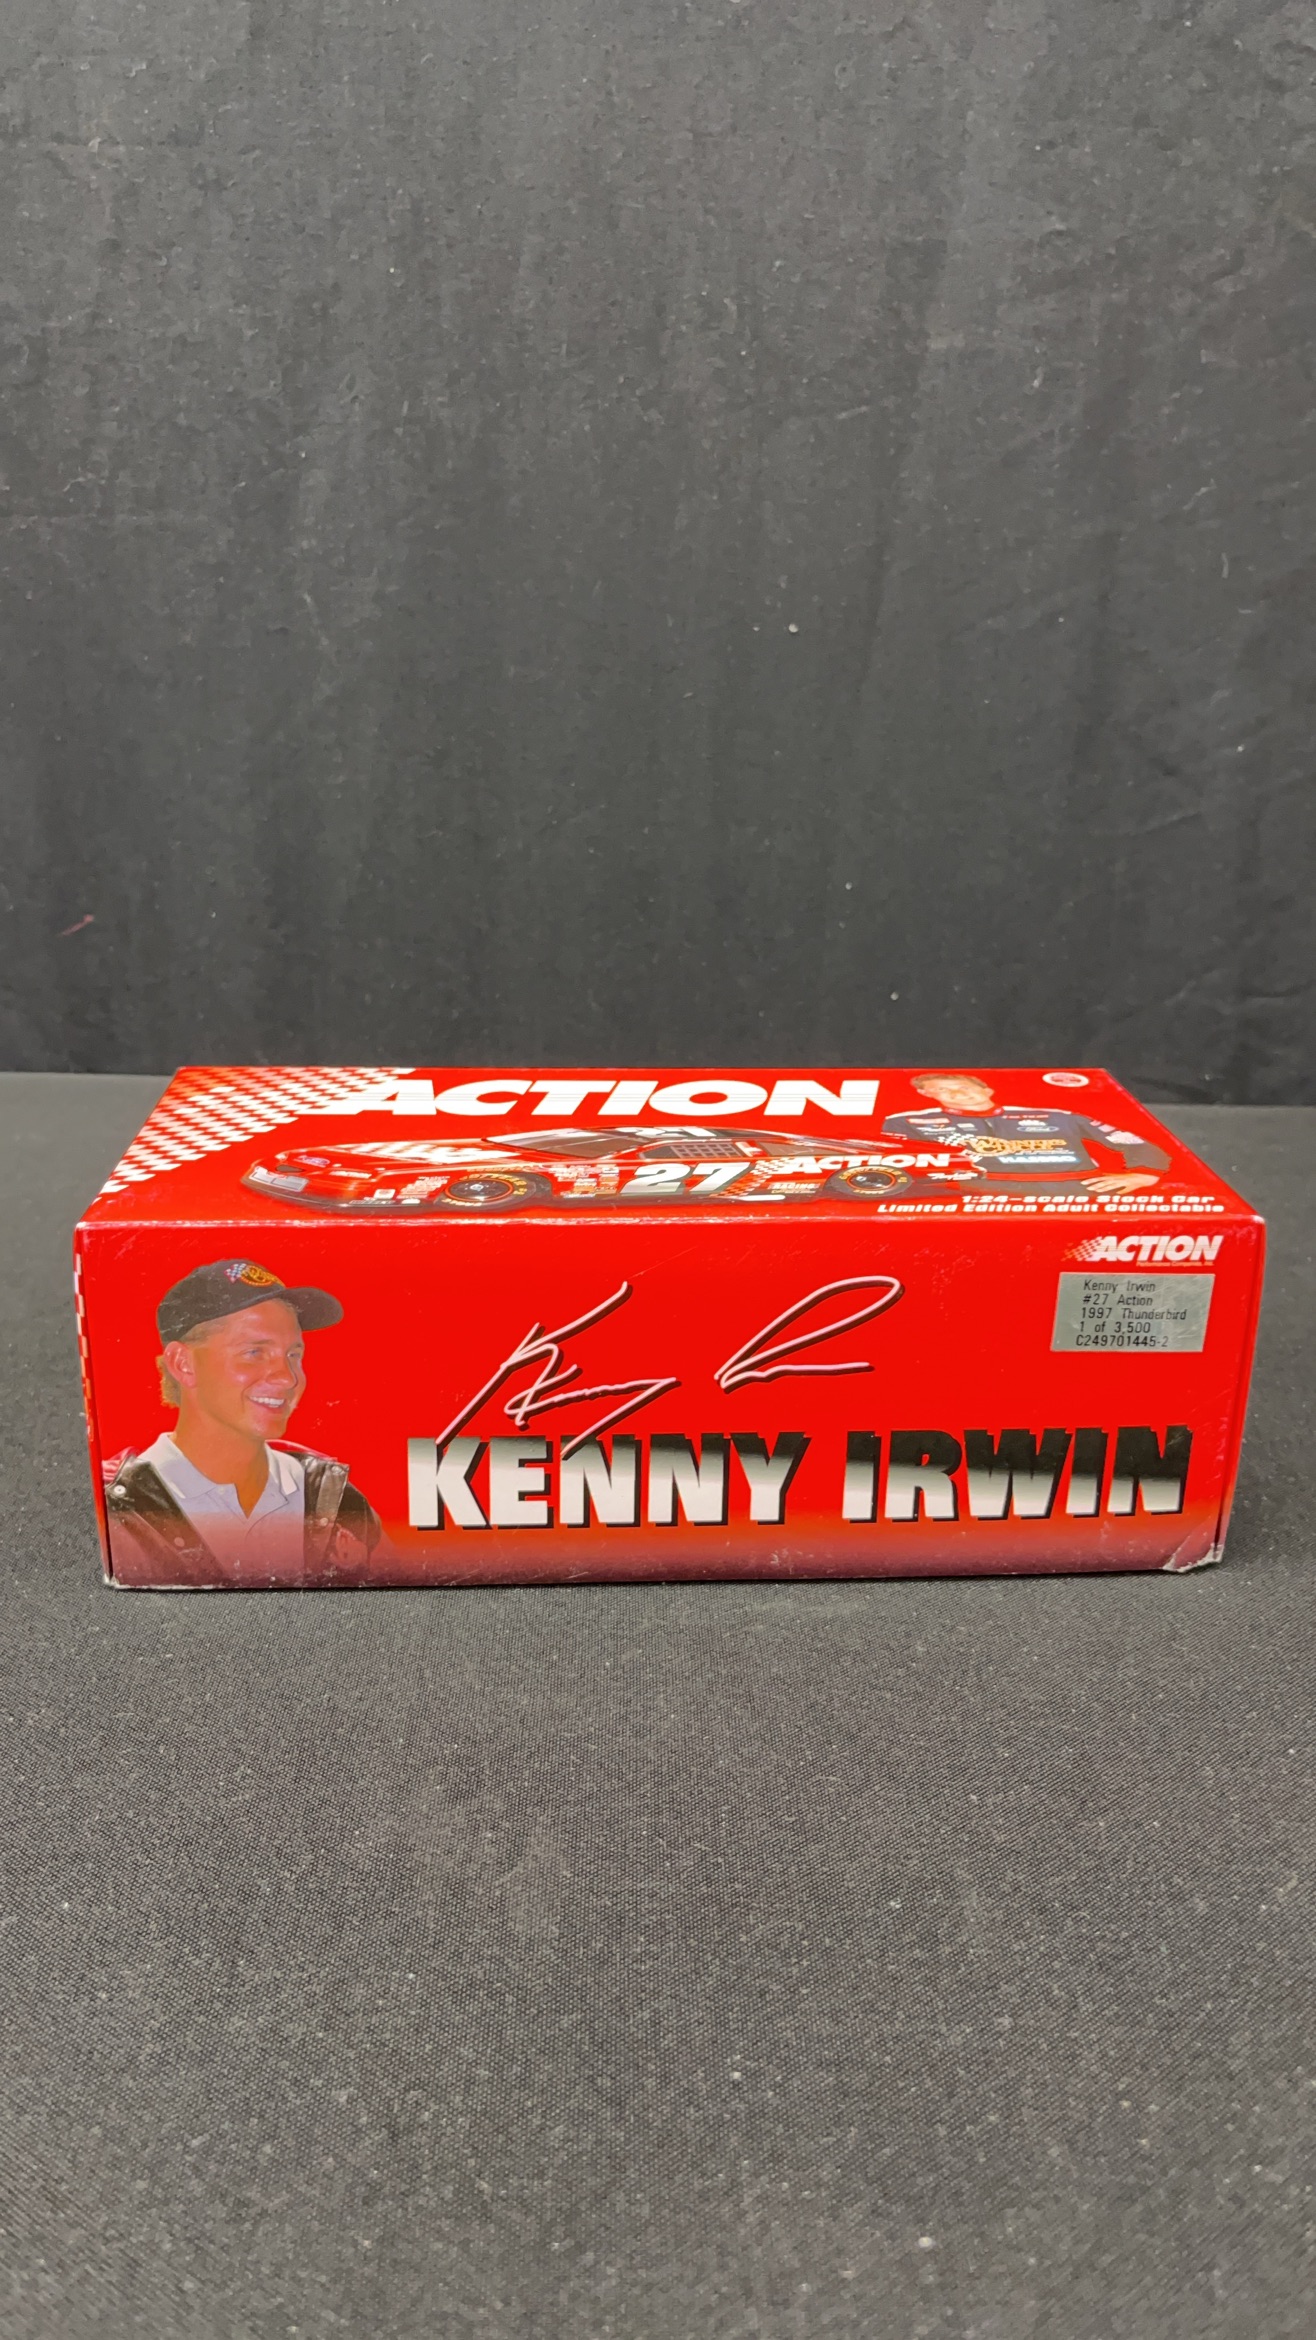 ACTION
27
ACTION
1:24-scale Stock Car
Limited Edition Adult Collectable
ACTION
Kenny Irwin
#27 Action
1997 Thunderbird
1 of 3,500
C249701445-2
KENNY IRWIN